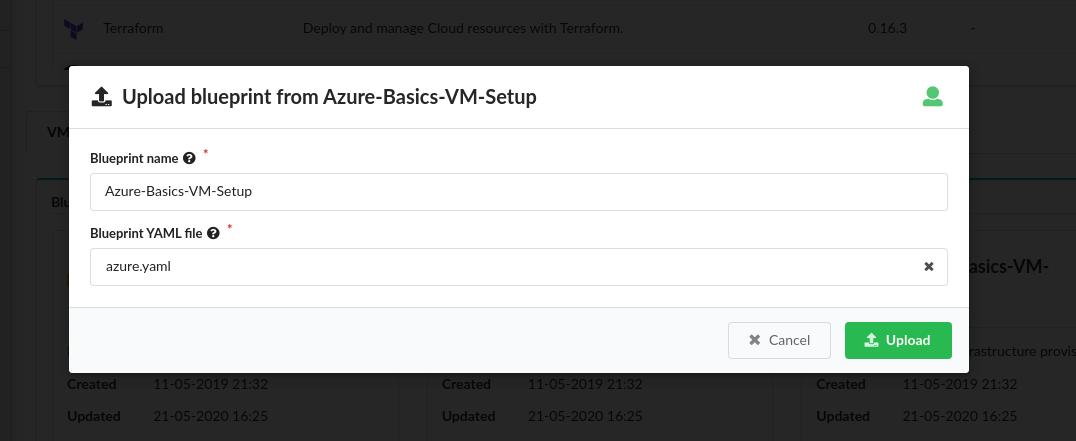 Terraform Deploy and manage Cloud resources with Terraform. 0.16.3 -
Upload blueprint from Azure-Basics-VM-Setup
VM
Blueprint name *
Blu
Azure-Basics-VM-Setup
Blueprint YAML file *
azure.yaml
asics-VM-
Cancel Upload
rastructure provis
Created 11-05-2019 21:32 Created 11-05-2019 21:32 Created 11-05-2019 21:32
Updated 21-05-2020 16:25 Updated 21-05-2020 16:25 Updated 21-05-2020 16:25